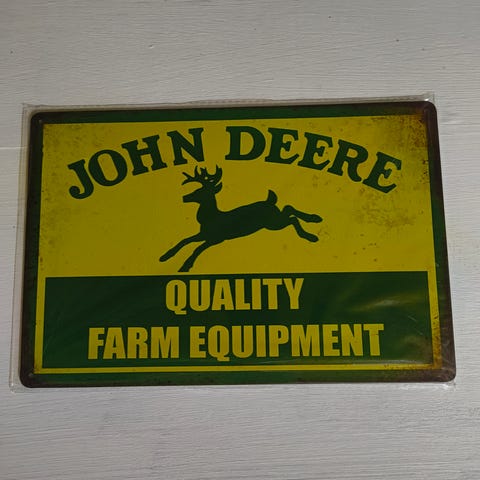 JOHN DEERE
QUALITY
FARM EQUIPMENT